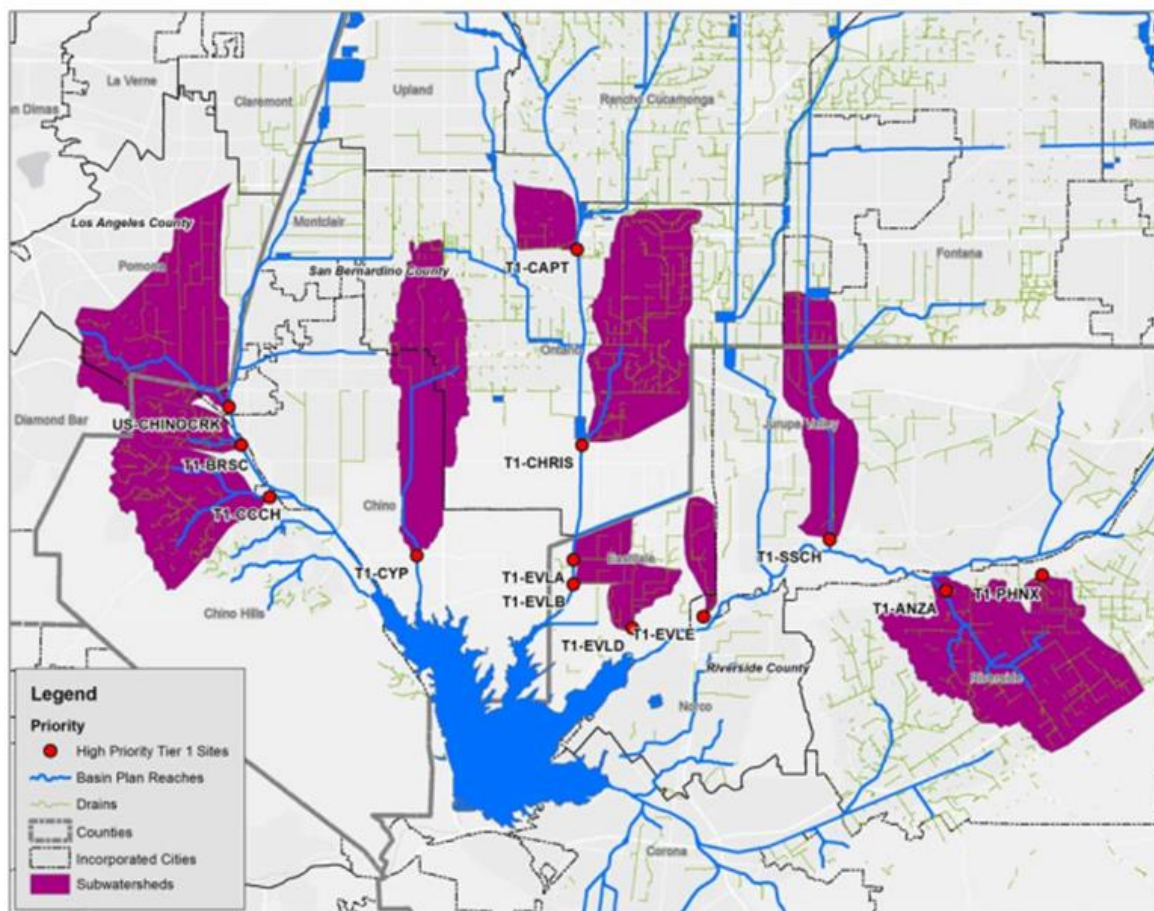 La Verne
Upland
Claremont
Rancho Cucamonga
n Dimas
Rialt
Los Angeles County
Montclair
Pomona
Fontana
San Bernardino County
T1-CAPT
Ontario
Diamond Bar
US-CHINOCRK
Jurupa Valley
T1-BRSC
T1-CHRIS
T1-CCCH
Chino
Eastvale
T1-SSCH
T1-CYP
T1-EVLA
T1-EVLB
Chino Hills
T1-PHNX
T1-ANZA
T1-EVLD
T1-EVLE
Riverside County
Riverside
Norco
Corona
Legend
Priority
High Priority Tier 1 Sites
Basin Plan Reaches
Drains
Counties
Incorporated Cities
Subwatersheds